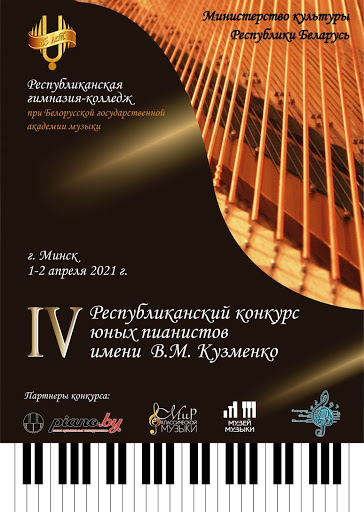 Министерство культуры
Республики Беларусь
Республиканская
гимназия-колледж
при Белорусской государственной
академии музыки
г. Минск
1-2 апреля 2021 г.
IV
Республиканский конкурс
юных пианистов
имени В.М. Кузменко
Партнеры конкурса:
piano.by
МиР
КЛАССИЧЕСКОЙ
МУЗЫКИ
МУЗЕЙ
МУЗЫКИ